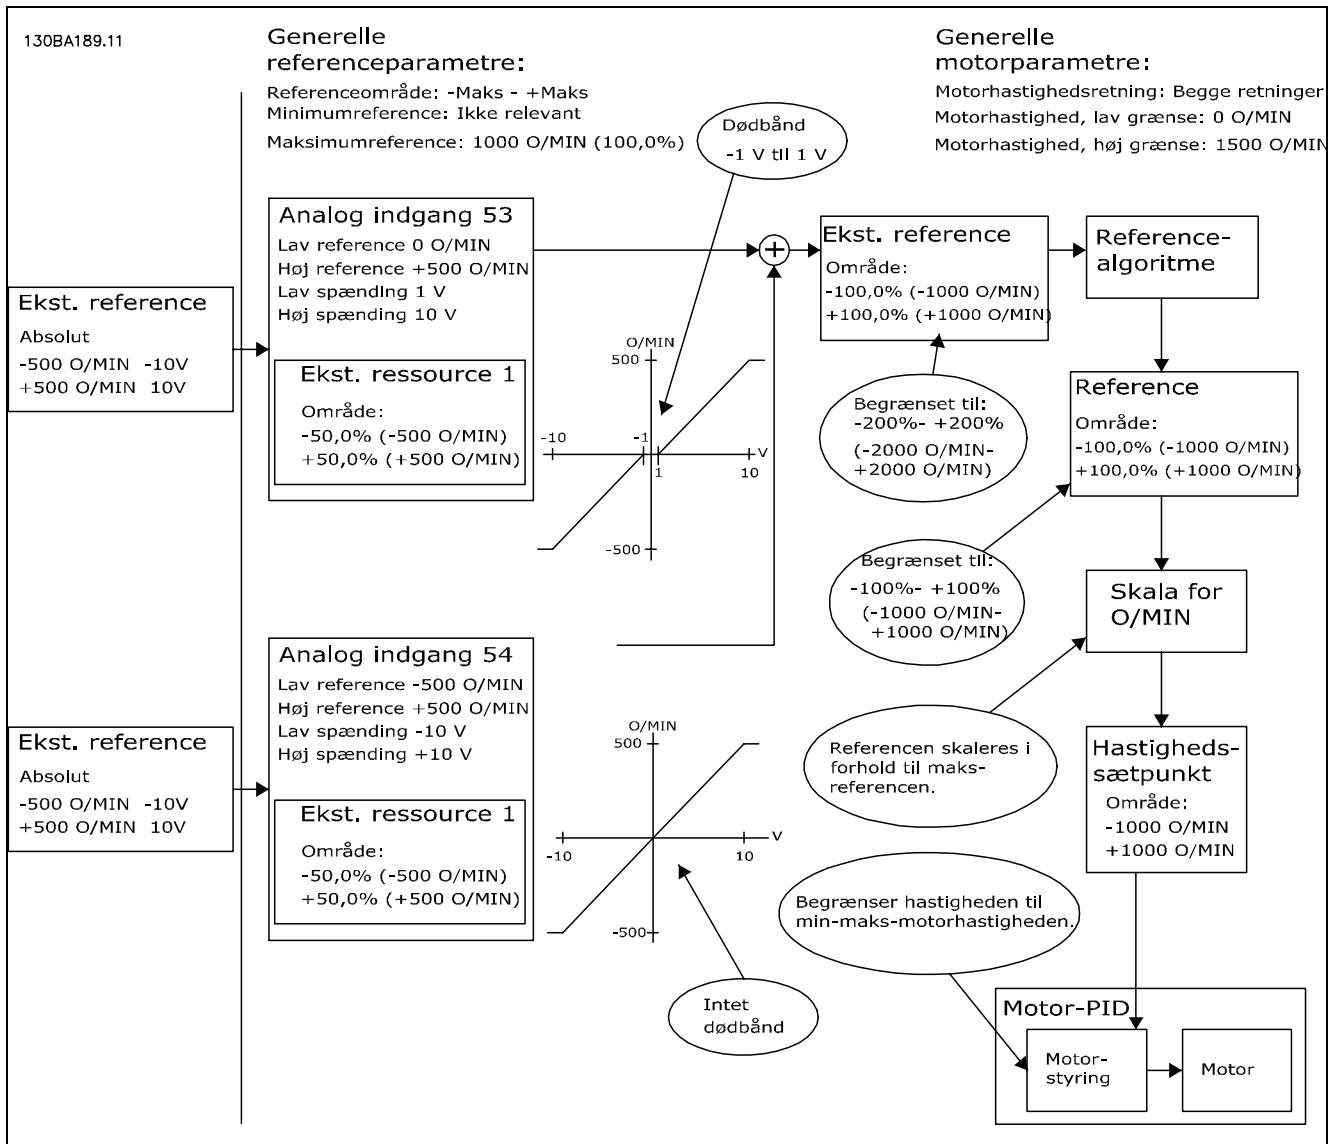 130BA189.11
Generelle
referenceparametre:
Referenceområde: -Maks - +Maks
Minimumreference: Ikke relevant
Maksimumreference: 1000 O/MIN (100,0%)
Generelle
motorparametre:
Motorhastighedsretning: Begge retninger
Motorhastighed, lav grænse: 0 O/MIN
Motorhastighed, høj grænse: 1500 O/MIN
Dødbånd
-1 V til 1 V
Ekst. reference
Absolut
-500 O/MIN -10V
+500 O/MIN 10V
Analog indgang 53
Lav reference 0 O/MIN
Høj reference +500 O/MIN
Lav spænding 1 V
Høj spænding 10 V
Ekst. ressource 1
Område:
-50,0% (-500 O/MIN)
+50,0% (+500 O/MIN)
O/MIN
500
-10
-1
V
1
10
-500
+
Ekst. reference
Område:
-100,0% (-1000 O/MIN)
+100,0% (+1000 O/MIN)
Reference-
algoritme
Begrænset til:
-200%- +200%
(-2000 O/MIN-
+2000 O/MIN)
Reference
Område:
-100,0% (-1000 O/MIN)
+100,0% (+1000 O/MIN)
Begrænset til:
-100%- +100%
(-1000 O/MIN-
+1000 O/MIN)
Skala for
O/MIN
Ekst. reference
Absolut
-500 O/MIN -10V
+500 O/MIN 10V
Analog indgang 54
Lav reference -500 O/MIN
Høj reference +500 O/MIN
Lav spænding -10 V
Høj spænding +10 V
Ekst. ressource 1
Område:
-50,0% (-500 O/MIN)
+50,0% (+500 O/MIN)
O/MIN
500
V
-10
10
-500
Referencen skaleres i
forhold til maks-
referencen.
Hastigheds-
sætpunkt
Område:
-1000 O/MIN
+1000 O/MIN
Begrænser hastigheden til
min-maks-motorhastigheden.
Intet
dødbånd
Motor-PID
Motor-
styring
Motor